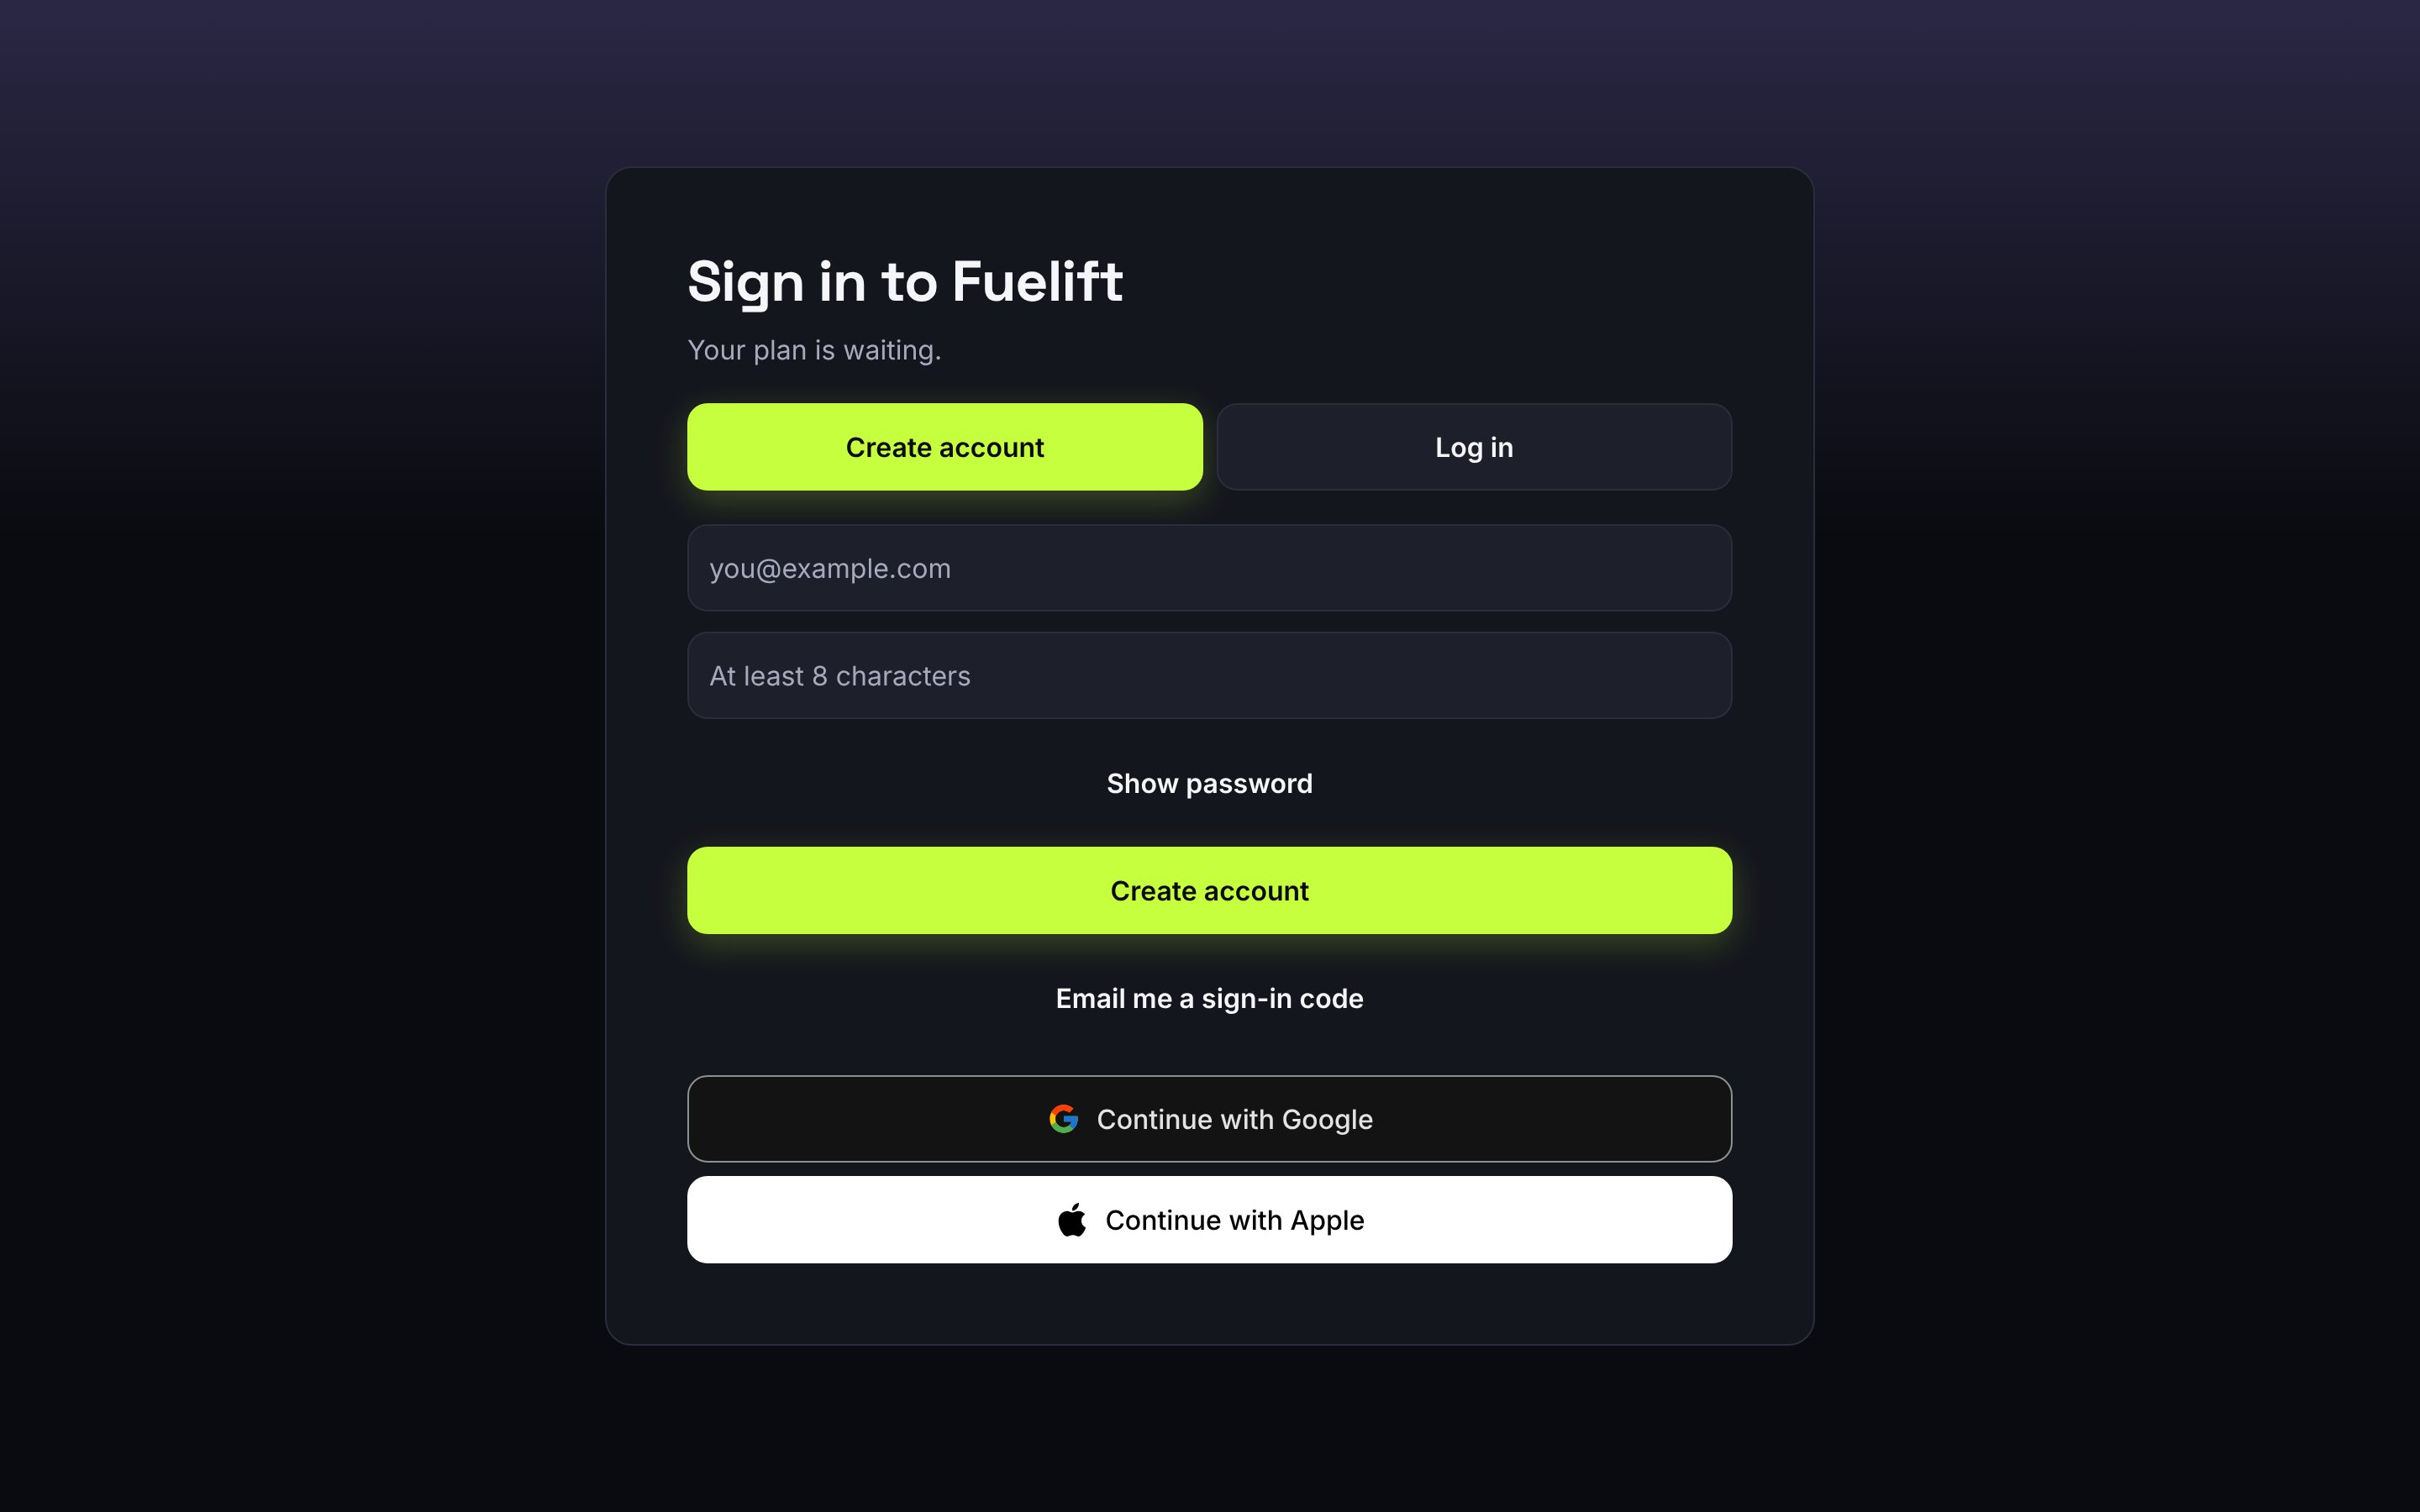 Sign in to Fuelift
Your plan is waiting.
Create account
Log in
you@example.com
At least 8 characters
Show password
Create account
Email me a sign-in code
Continue with Google
Continue with Apple